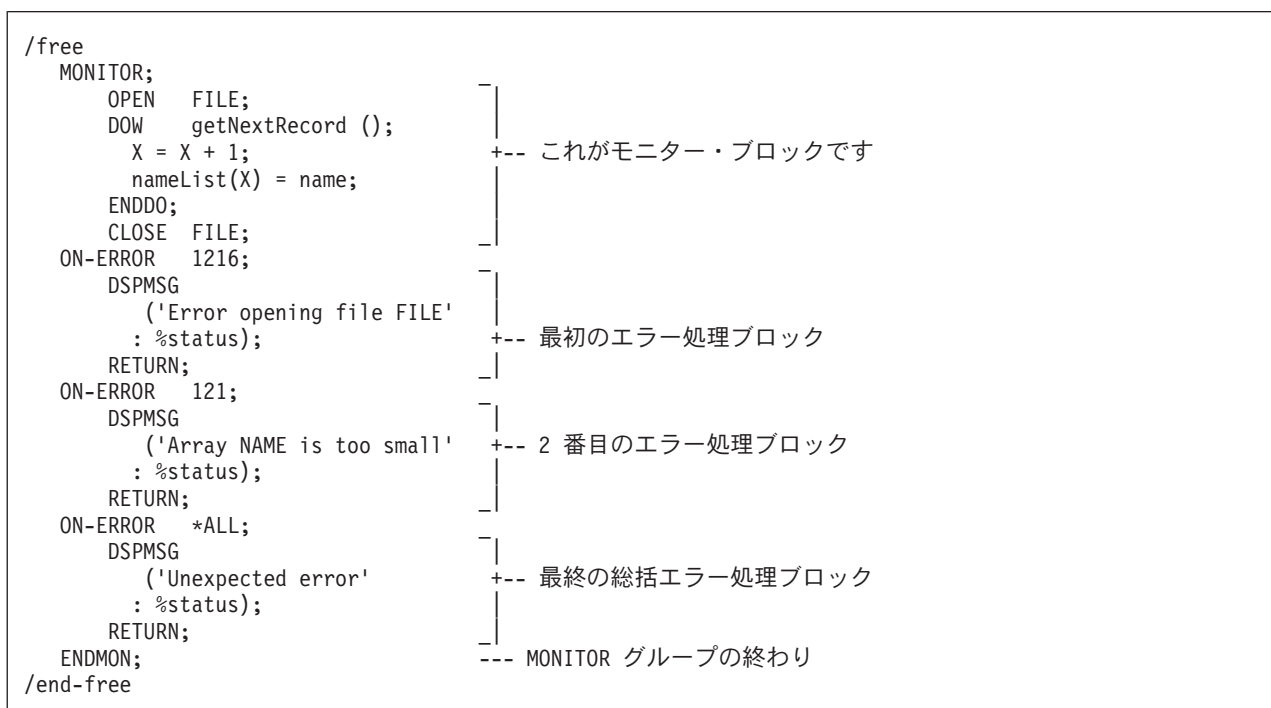 /free
   MONITOR;                          _
       OPEN   FILE;                   |
       DOW    getNextRecord ();       |
         X = X + 1;                  +-- これがモニター・ブロックです
         nameList(X) = name;          |
       ENDDO;                         |
       CLOSE  FILE;                  _|
   ON-ERROR   1216;                  _
       DSPMSG                         |
          ('Error opening file FILE'  |
         : %status);                 +-- 最初のエラー処理ブロック
       RETURN;                       _|
   ON-ERROR   121;                   _
       DSPMSG                         |
          ('Array NAME is too small' +-- 2 番目のエラー処理ブロック
         : %status);                  |
       RETURN;                       _|
   ON-ERROR   *ALL;                  _
       DSPMSG                         |
          ('Unexpected error'        +-- 最終の総括エラー処理ブロック
         : %status);                  |
       RETURN;                       _|
   ENDMON;                          --- MONITOR グループの終わり
/end-free